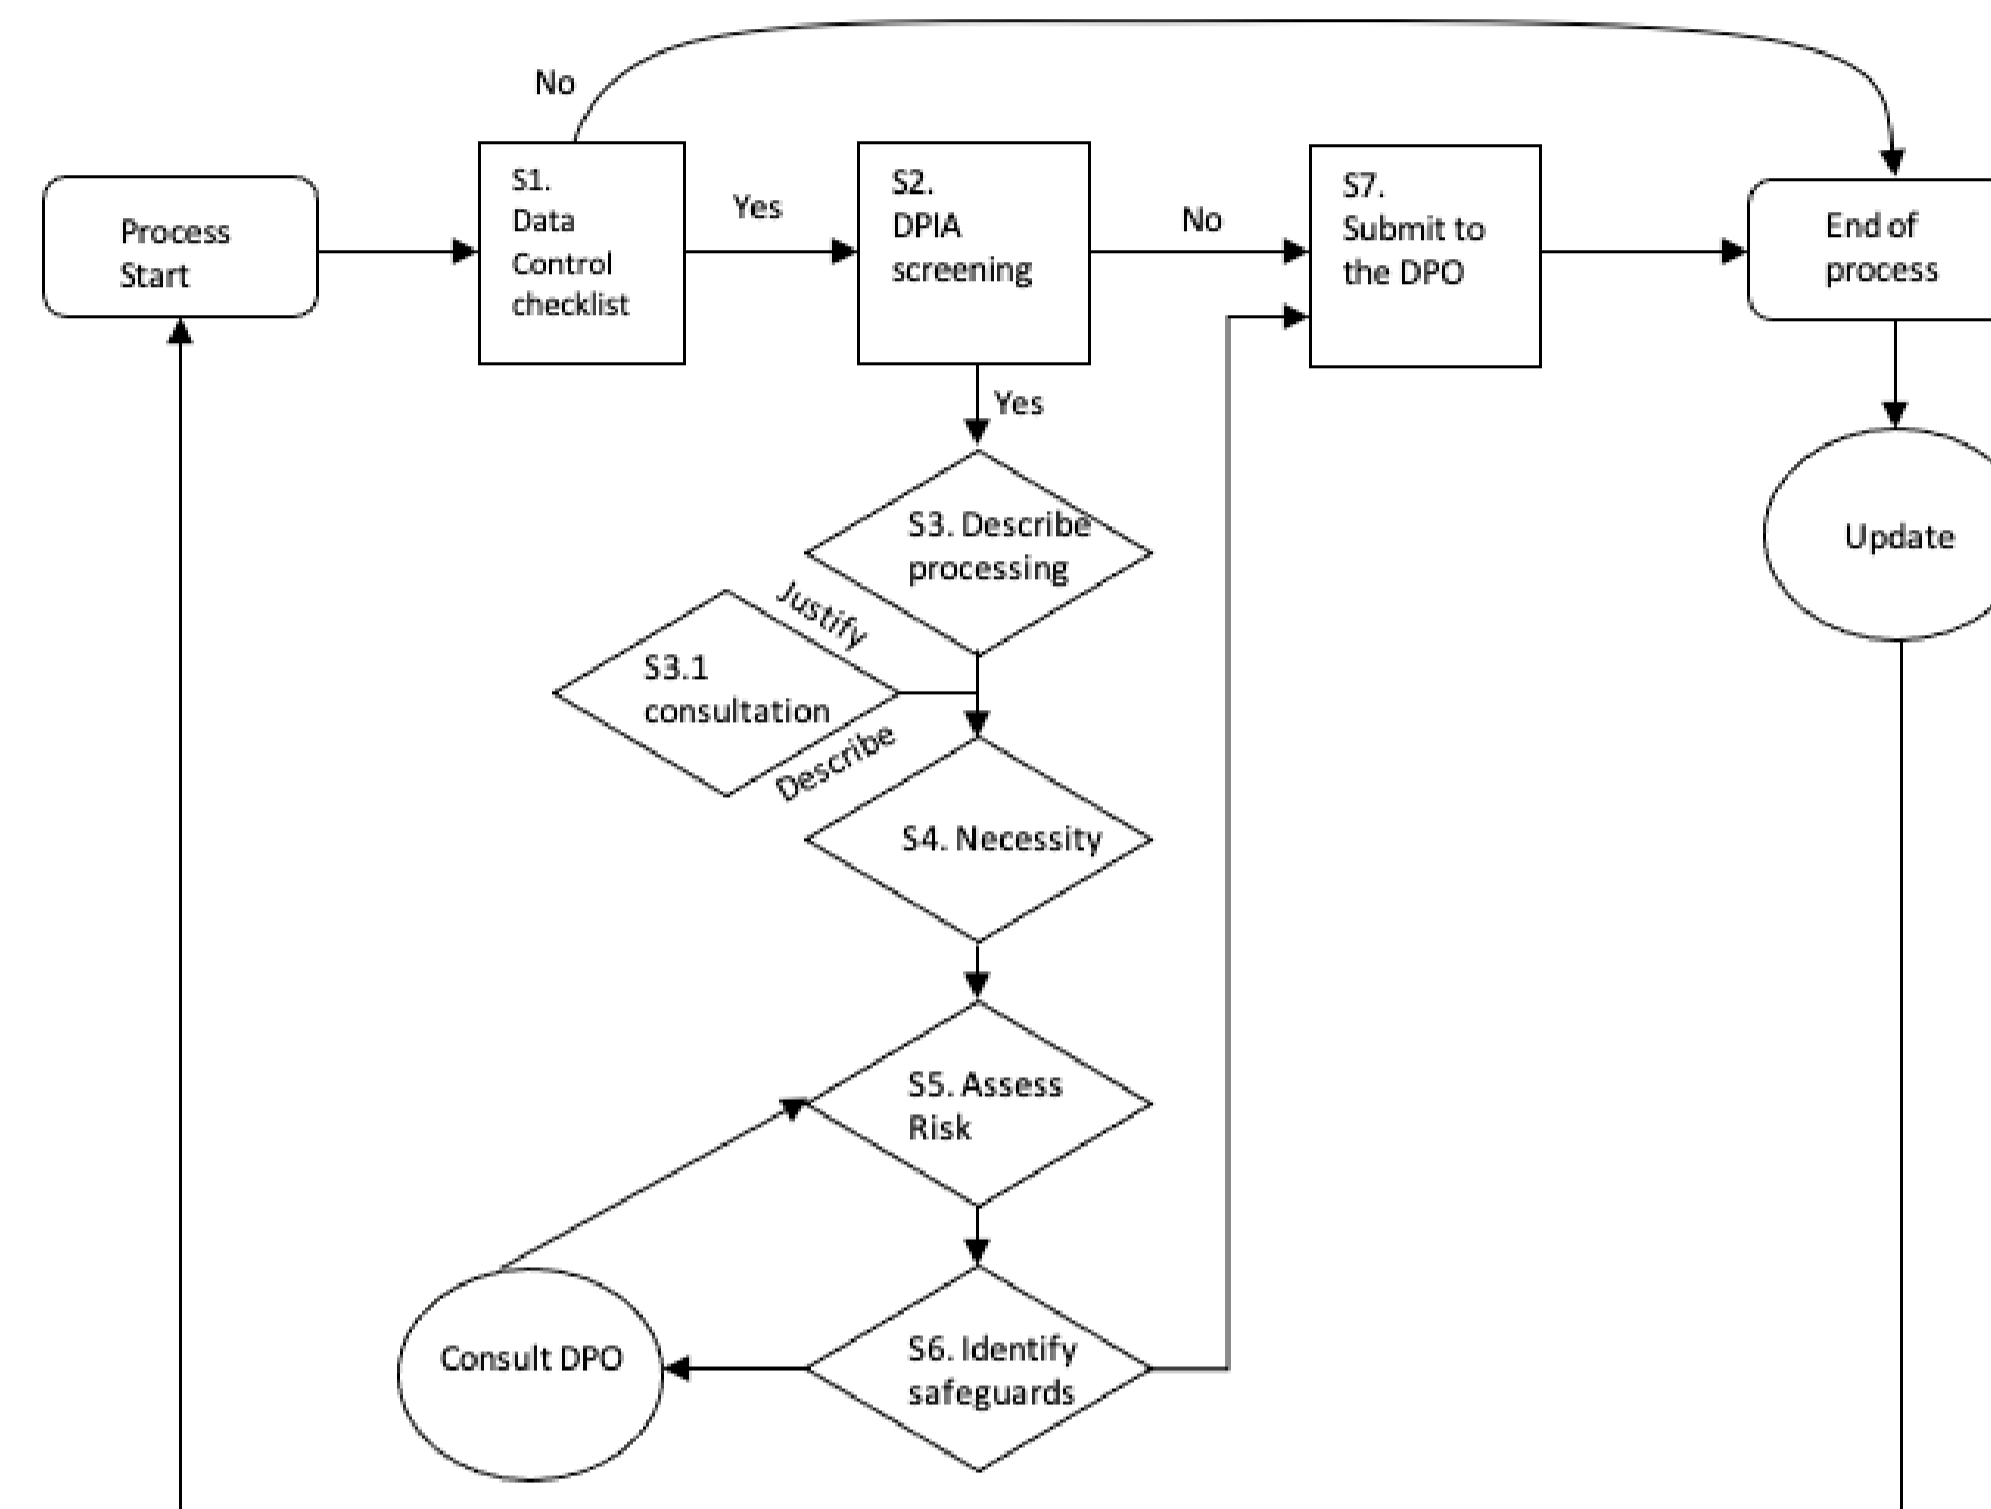 No
Process
Start
S1.
Data
Control
checklist
Yes
S2.
DPIA
screening
No
S7.
Submit to
the DPO
End of
process
Yes
S3. Describe
processing
Update
Justify
S3.1
consultation
Describe
S4. Necessity
S5. Assess
Risk
Consult DPO
S6. Identify
safeguards